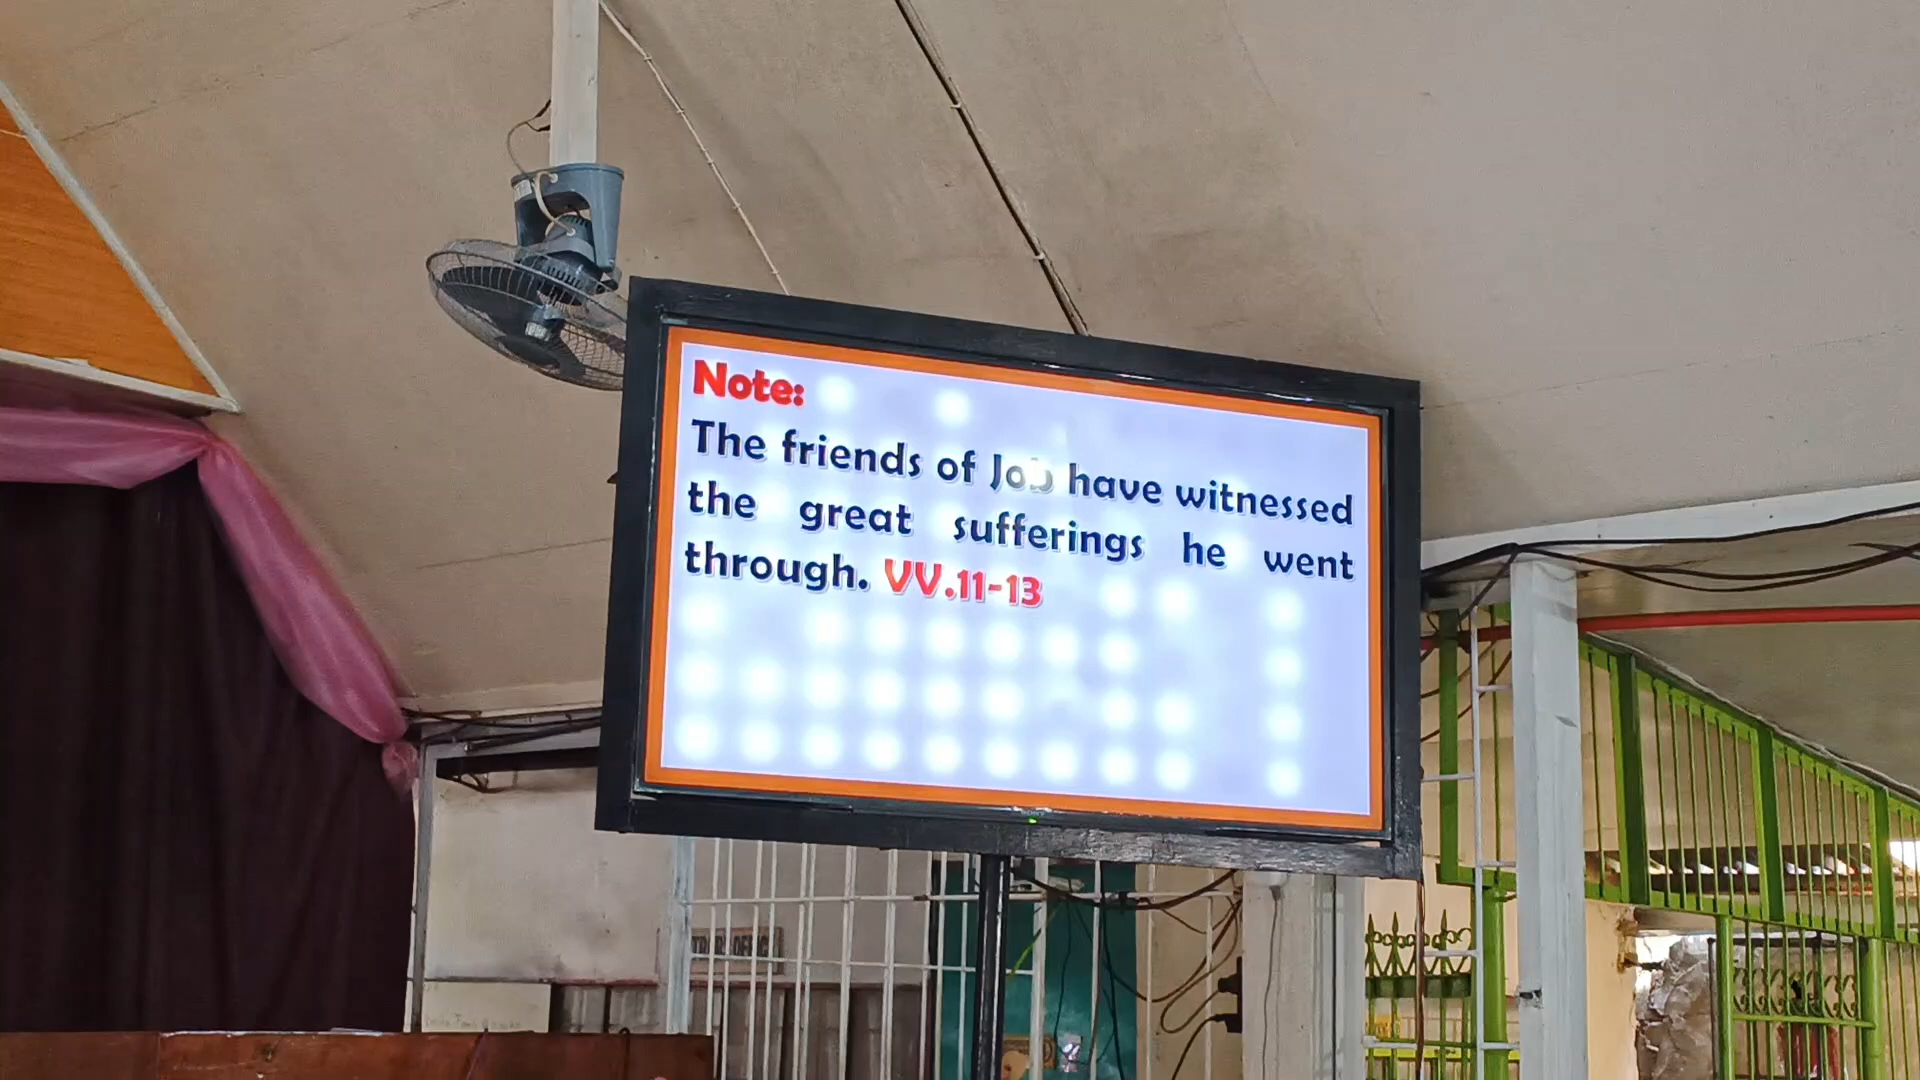 Note:
The friends of Job have witnessed
the great sufferings he went
through. VV.11-13